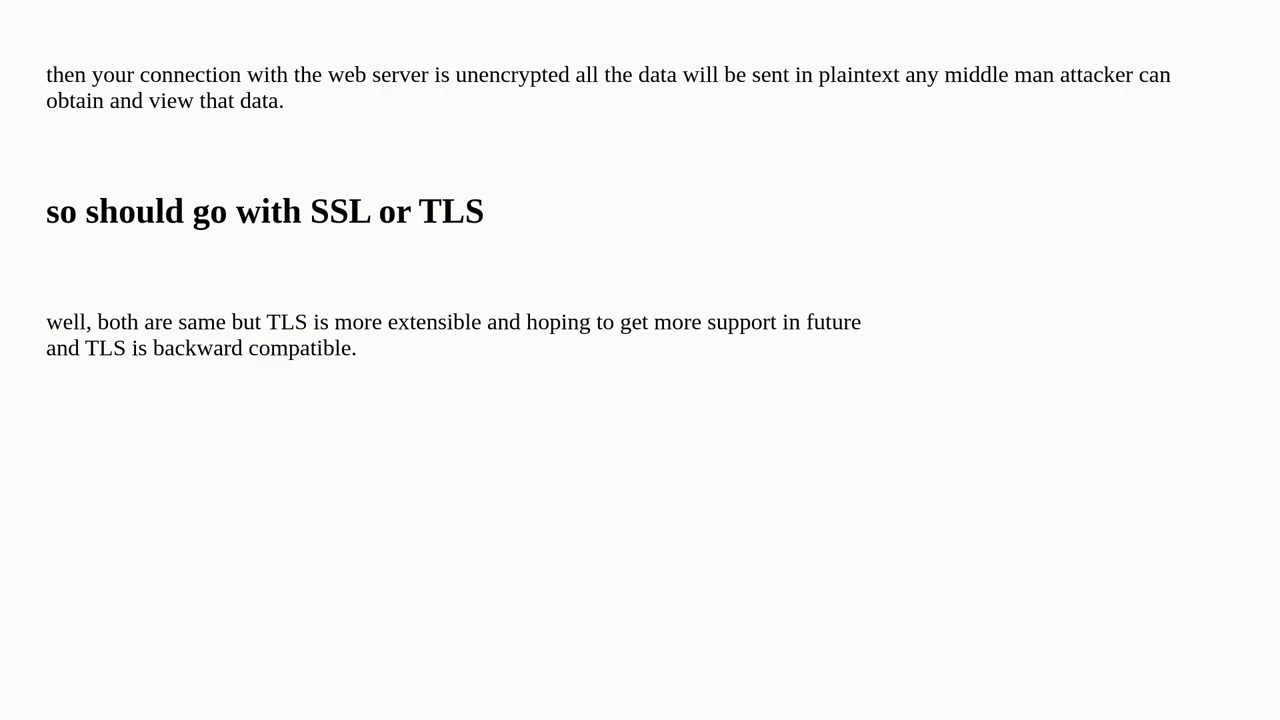 then your connection with the web server is unencrypted all the data will be sent in plaintext any middle man attacker can
obtain and view that data.
so should go with SSL or TLS
well, both are same but TLS is more extensible and hoping to get more support in future
and TLS is backward compatible.